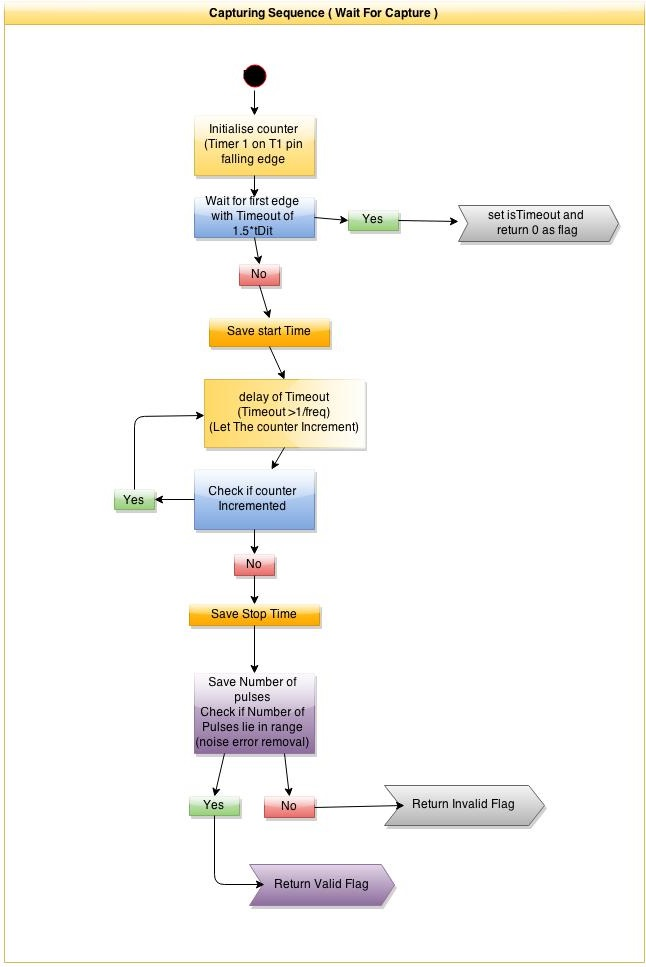 Capturing Sequence ( Wait For Capture )
Initialise counter
(Timer 1 on T1 pin
falling edge
Wait for first edge
with Timeout of
1.5*tDit
Yes
set isTimeout and
return 0 as flag
No
Save start Time
delay of Timeout
(Timeout >1/freq)
(Let The counter Increment)
Yes
Check if counter
Incremented
No
Save Stop Time
Save Number of
pulses
Check if Number of
Pulses lie in range
(noise error removal)
Yes
No
Return Invalid Flag
Return Valid Flag